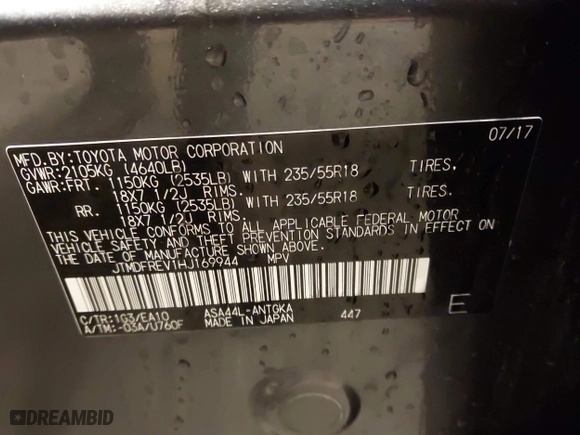 MFD. BY: TOYOTA MOTOR CORPORATION 07/17
GVWR: 2105KG (4640LB)
GAWR: FRT. 1150KG (2535LB) WITH 235/55R18 TIRES,
18X7 1/2J RIMS.
RR. 1150KG (2535LB) WITH 235/55R18 TIRES,
18X7 1/2J RIMS.
THIS VEHICLE CONFORMS TO ALL APPLICABLE FEDERAL MOTOR
VEHICLE SAFETY AND THEFT PREVENTION STANDARDS IN EFFECT ON
THE DATE OF MANUFACTURE SHOWN ABOVE.
JTMDFREV1HJ169944 MPV
C/TR: 1G3/EA10 ASA44L-ANTGKA 447 E
A/TM: -03A/U760F MADE IN JAPAN
DREAMBID